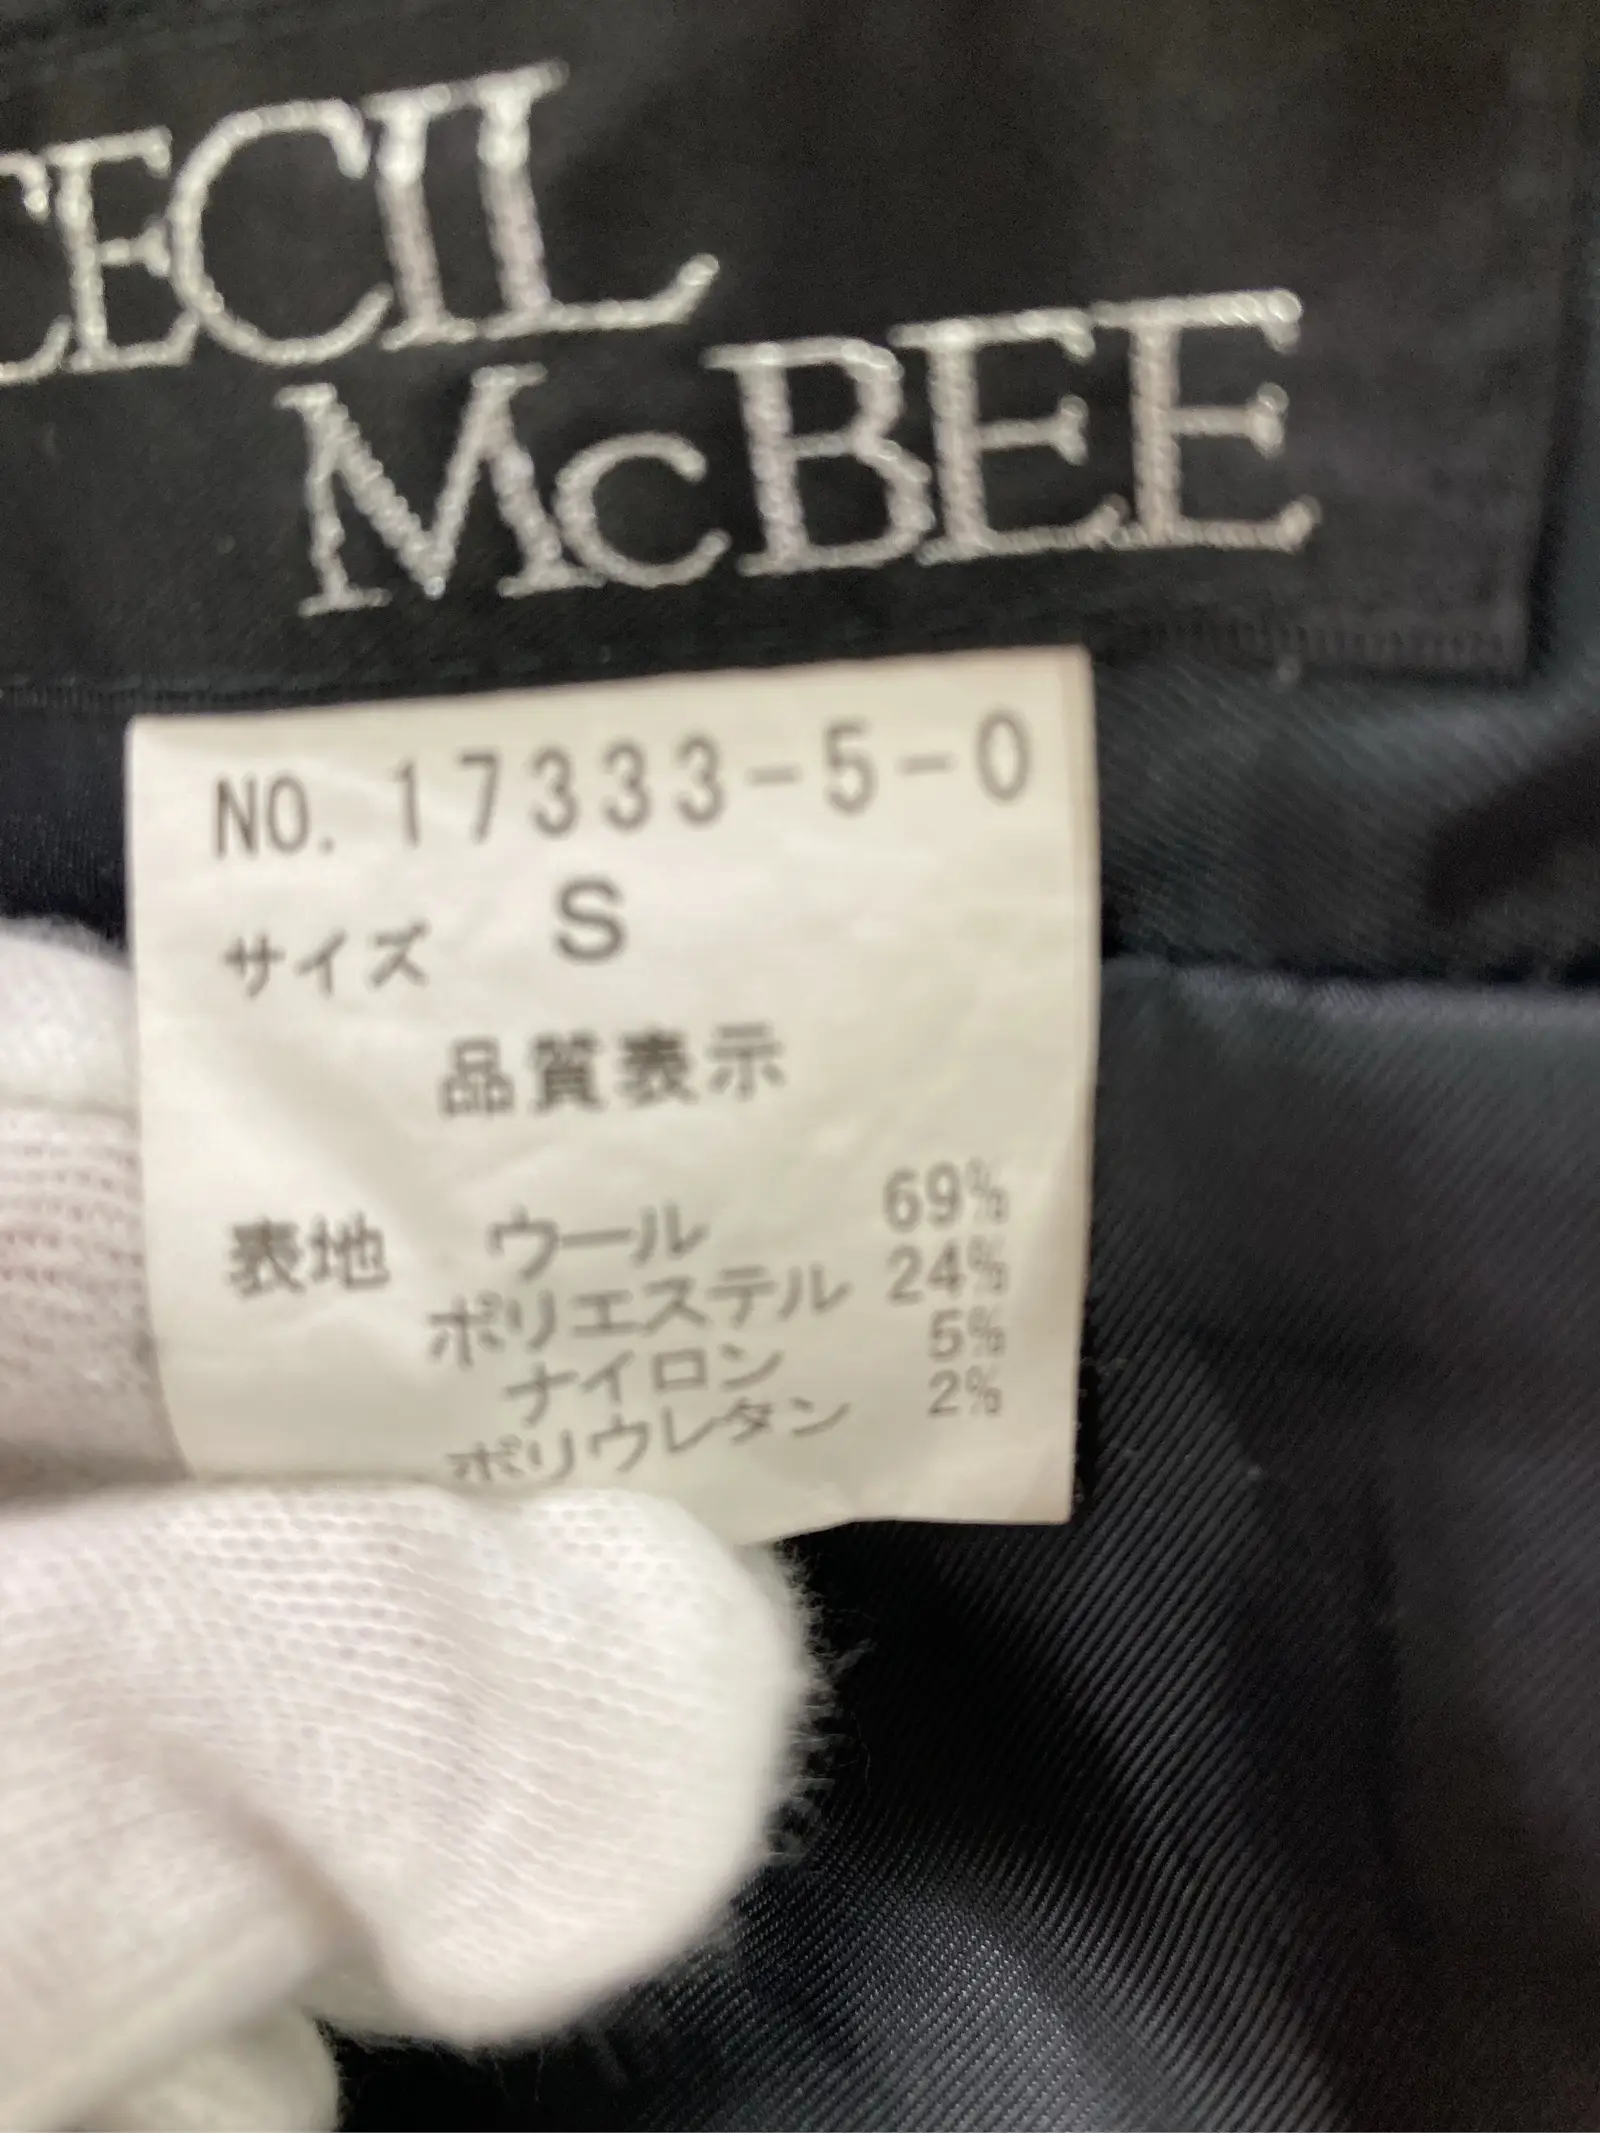 CECIL
McBEE
NO. 17333-5-0
サイズ S
品質表示
表地 ウール 69%
ポリエステル 24%
ナイロン 5%
ポリウレタン 2%